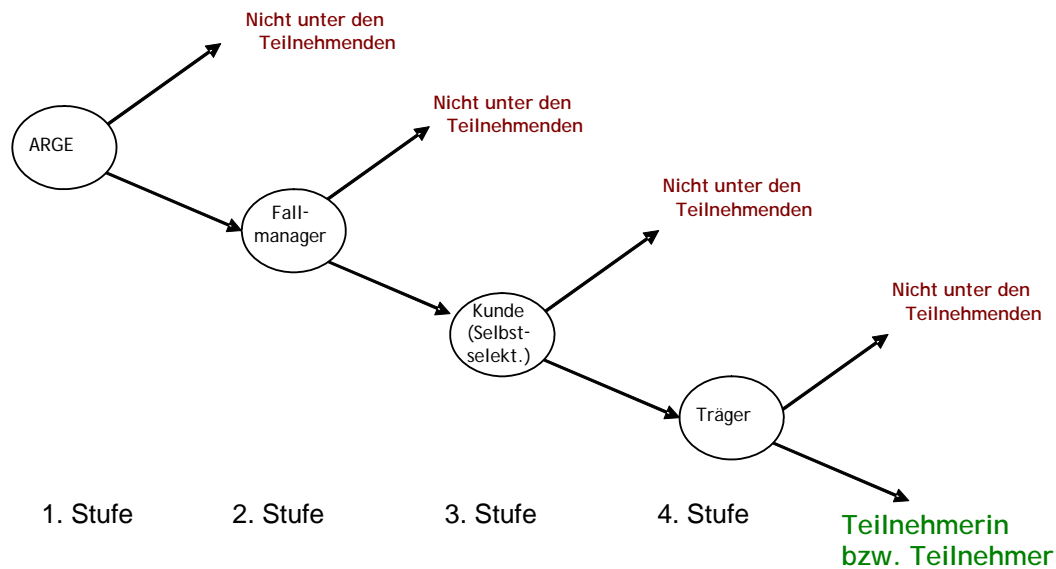 Nicht unter den
Teilnehmenden
ARGE
Nicht unter den
Teilnehmenden
Fall-
manager
Nicht unter den
Teilnehmenden
Kunde
(Selbst-
selekt.)
Nicht unter den
Teilnehmenden
Träger
1. Stufe
2. Stufe
3. Stufe
4. Stufe
Teilnehmerin
bzw. Teilnehmer